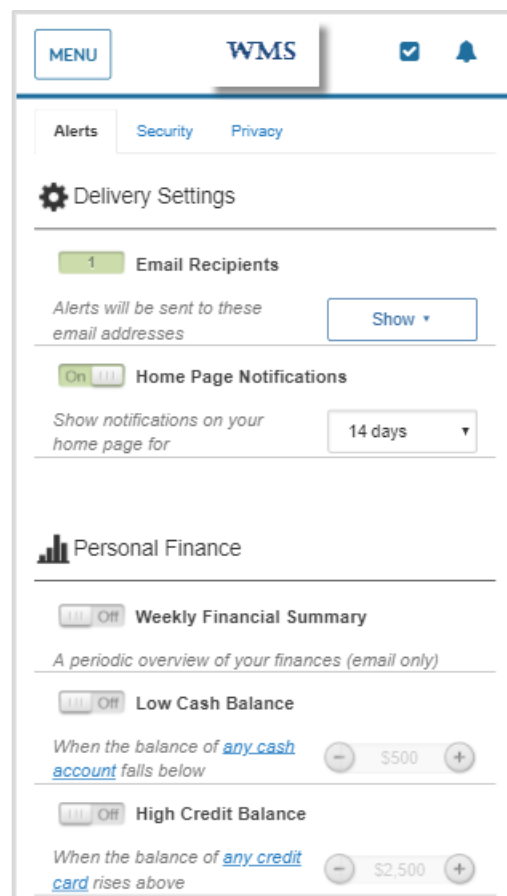 MENU WMS
Alerts Security Privacy
Delivery Settings
1 Email Recipients
Alerts will be sent to these
email addresses
Show
On Home Page Notifications
Show notifications on your
home page for
14 days
Personal Finance
Off Weekly Financial Summary
A periodic overview of your finances (email only)
Off Low Cash Balance
When the balance of any cash
account falls below
$500
Off High Credit Balance
When the balance of any credit
card rises above
$2,500